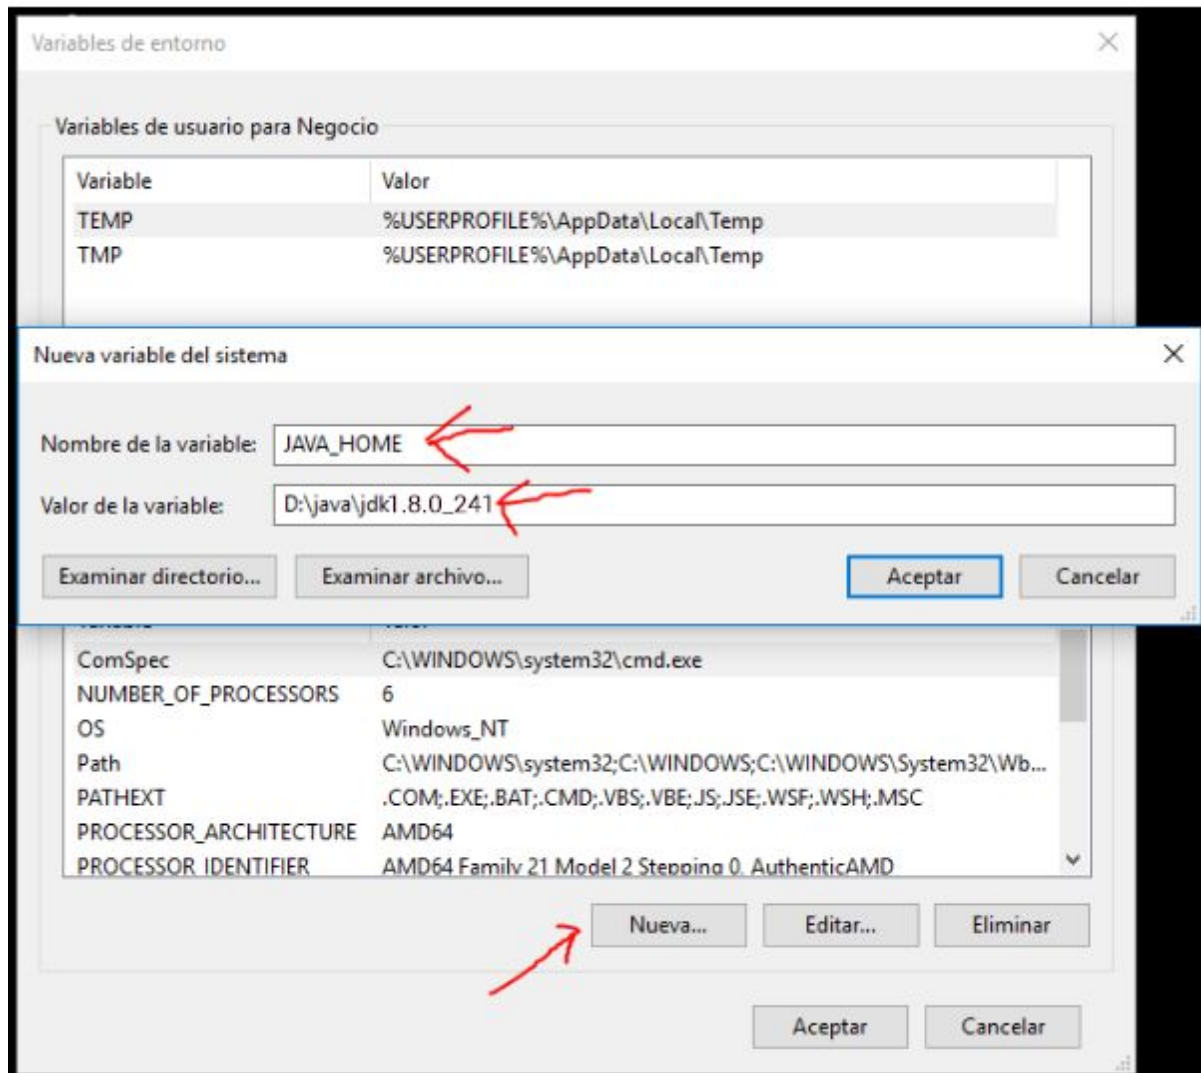 Variables de entorno
Variables de usuario para Negocio
Variable Valor
TEMP %USERPROFILE%\AppData\Local\Temp
TMP %USERPROFILE%\AppData\Local\Temp
Nueva variable del sistema
Nombre de la variable: JAVA_HOME
Valor de la variable: D:\java\jdk1.8.0_241
Examinar directorio... Examinar archivo... Aceptar Cancelar
ComSpec C:\WINDOWS\system32\cmd.exe
NUMBER_OF_PROCESSORS 6
OS Windows_NT
Path C:\WINDOWS\system32;C:\WINDOWS;C:\WINDOWS\System32\Wb...
PATHEXT .COM;.EXE;.BAT;.CMD;.VBS;.VBE;.JS;.JSE;.WSF;.WSH;.MSC
PROCESSOR_ARCHITECTURE AMD64
PROCESSOR_IDENTIFIER AMD64 Family 21 Model 2 Stepping 0, AuthenticAMD
Nueva... Editar... Eliminar
Aceptar Cancelar